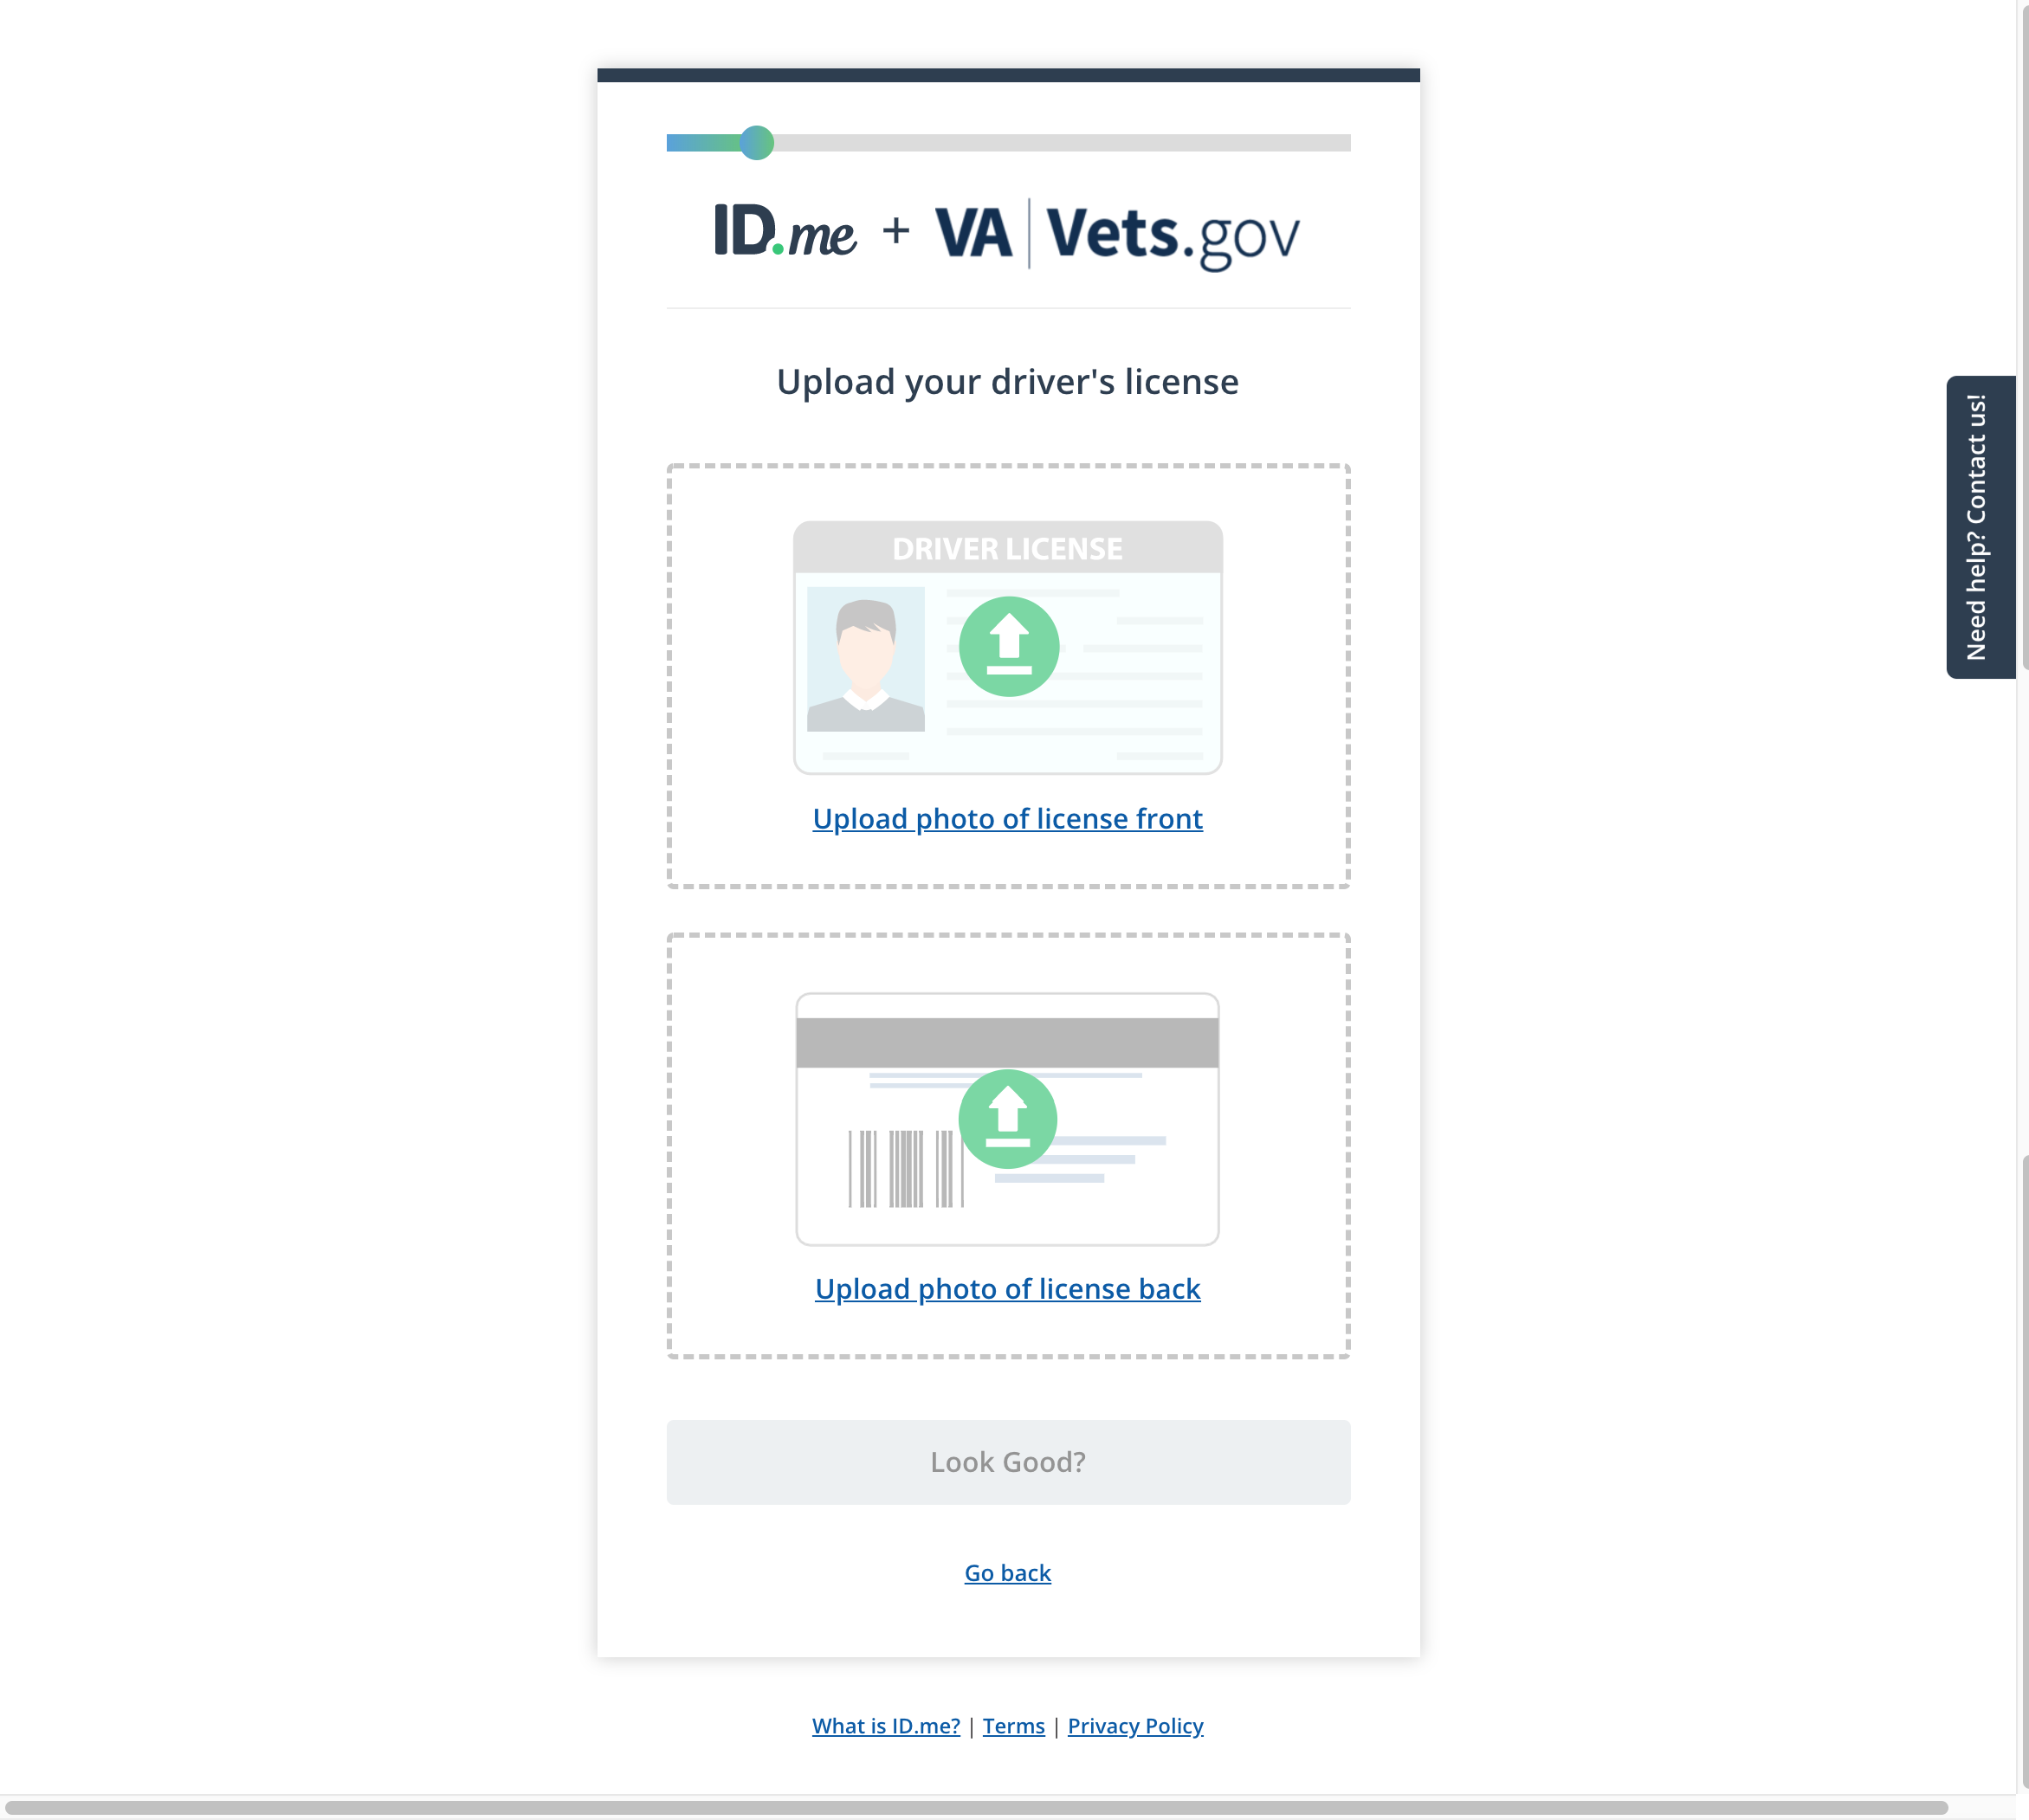 ID.me + VA | Vets.gov
Upload your driver's license
DRIVER LICENSE
Upload photo of license front
Upload photo of license back
Look Good?
Go back
What is ID.me? | Terms | Privacy Policy
Need help? Contact us!